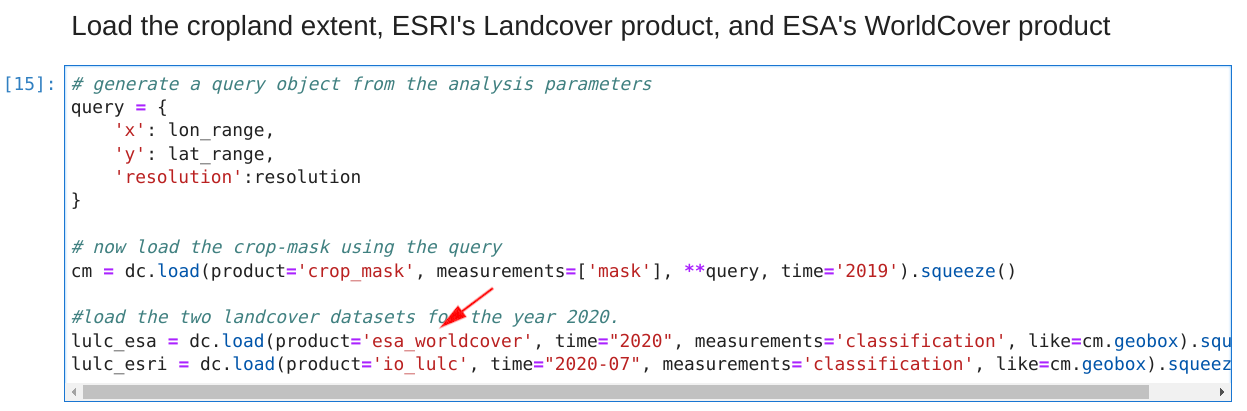 Load the cropland extent, ESRI's Landcover product, and ESA's WorldCover product
[15]: # generate a query object from the analysis parameters
query = {
    'x': lon_range,
    'y': lat_range,
    'resolution':resolution
}
# now load the crop-mask using the query
cm = dc.load(product='crop_mask', measurements=['mask'], **query, time='2019').squeeze()
#load the two landcover datasets for the year 2020.
lulc_esa = dc.load(product='esa_worldcover', time="2020", measurements='classification', like=cm.geobox).squ
lulc_esri = dc.load(product='io_lulc', time="2020-07", measurements='classification', like=cm.geobox).squeez